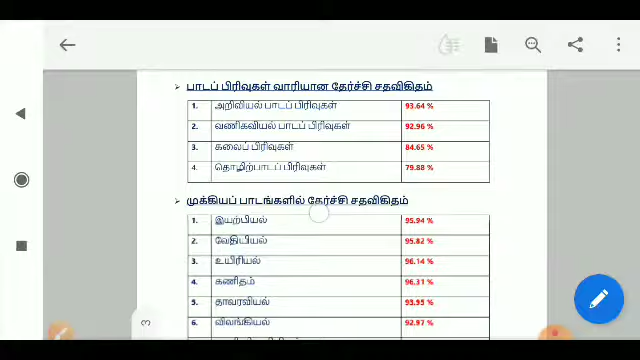 ➢ பாடப் பிரிவுகள் வாரியான தேர்ச்சி சதவிகிதம்
1. அறிவியல் பாடப் பிரிவுகள் 93.64 %
2. வணிகவியல் பாடப் பிரிவுகள் 92.96 %
3. கலைப் பிரிவுகள் 84.65 %
4. தொழிற்பாடப் பிரிவுகள் 79.88 %
➢ முக்கியப் பாடங்களில் தேர்ச்சி சதவிகிதம்
1. இயற்பியல் 95.94 %
2. வேதியியல் 95.82 %
3. உயிரியல் 96.14 %
4. கணிதம் 96.31 %
5. தாவரவியல் 93.95 %
6. விலங்கியல் 92.97 %
3